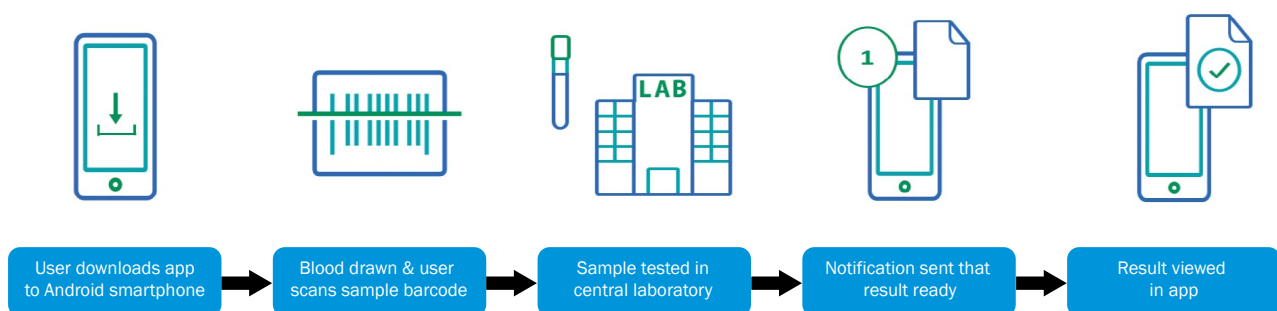 LAB
1
User downloads app
to Android smartphone
Blood drawn & user
scans sample barcode
Sample tested in
central laboratory
Notification sent that
result ready
Result viewed
in app